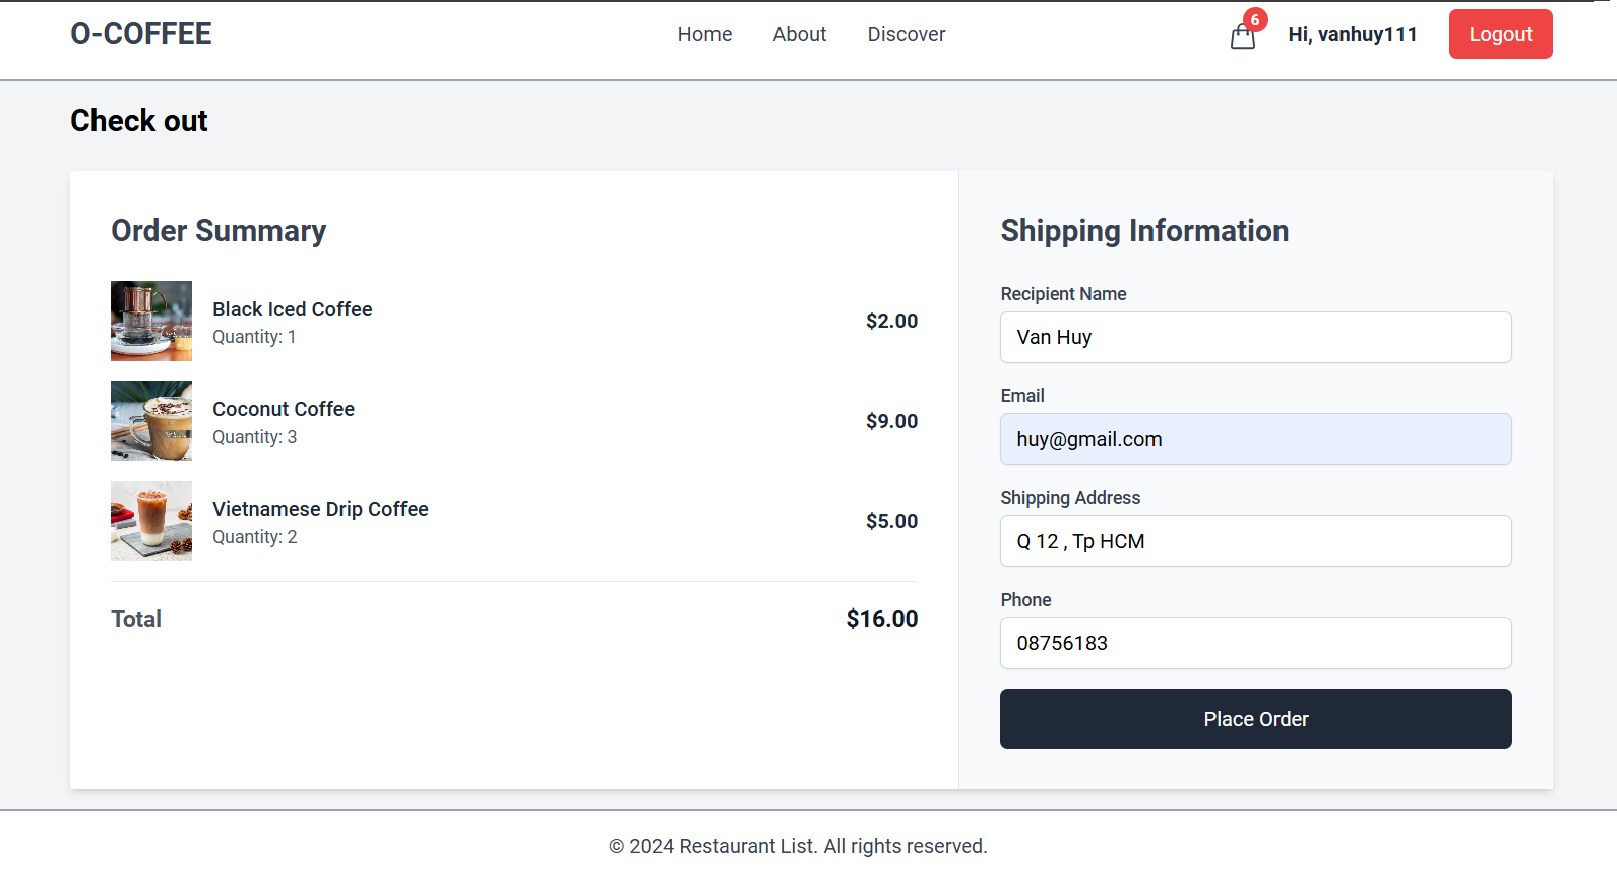 O-COFFEE
Home About Discover
6
Hi, vanhuy111
Logout
Check out
Order Summary
Black Iced Coffee
Quantity: 1
$2.00
Coconut Coffee
Quantity: 3
$9.00
Vietnamese Drip Coffee
Quantity: 2
$5.00
Total $16.00
Shipping Information
Recipient Name
Van Huy
Email
huy@gmail.com
Shipping Address
Q 12 , Tp HCM
Phone
08756183
Place Order
© 2024 Restaurant List. All rights reserved.